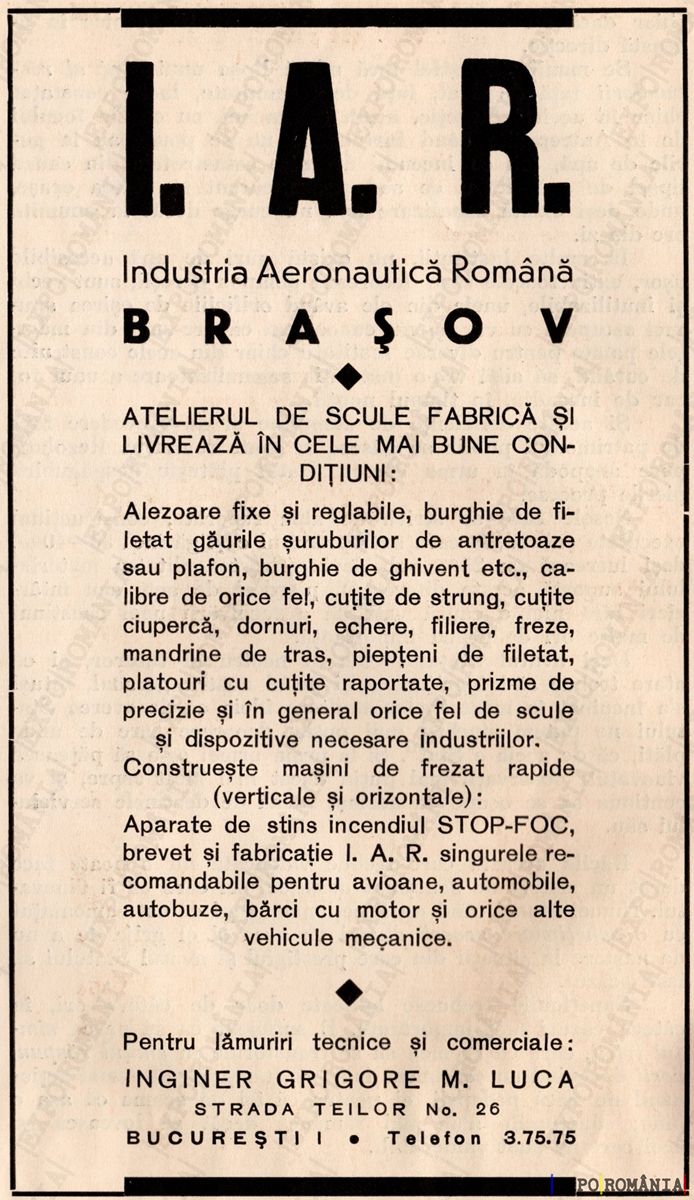 I. A. R.
Industria Aeronautică Română
BRAŞOV
ATELIERUL DE SCULE FABRICĂ ŞI
LIVREAZĂ ÎN CELE MAI BUNE CON-
DIŢIUNI:
Alezoare fixe şi reglabile, burghie de fi-
letat găurile şuruburilor de antretoaze
sau plafon, burghie de ghivent etc., ca-
libre de orice fel, cuţite de strung, cuţite
ciupercă, dornuri, echere, filiere, freze,
mandrine de tras, piepţeni de filetat,
platouri cu cuţite raportate, prizme de
precizie şi în general orice fel de scule
şi dispozitive necesare industriilor.
Construeşte maşini de frezat rapide
(verticale şi orizontale):
Aparate de stins incendiul STOP-FOC,
brevet şi fabricaţie I. A. R. singurele re-
comandabile pentru avioane, automobile,
autobuze, bărci cu motor şi orice alte
vehicule mecanice.
Pentru lămuriri tecnice şi comerciale:
INGINER GRIGORE M. LUCA
STRADA TEILOR No. 26
BUCUREŞTI I • Telefon 3.75.75
PO ROMÂNIA